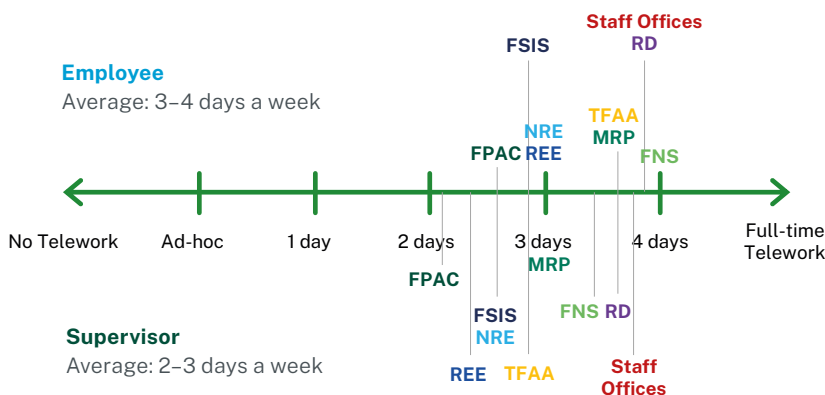 Staff Offices
RD
FSIS
Employee
Average: 3–4 days a week
TFAA
MRP
NRE
FPAC REE
FNS
No Telework
Ad-hoc
1 day
2 days
3 days
4 days
Full-time
Telework
MRP
FPAC
FSIS
NRE
FNS RD
Supervisor
Average: 2–3 days a week
REE
TFAA
Staff
Offices